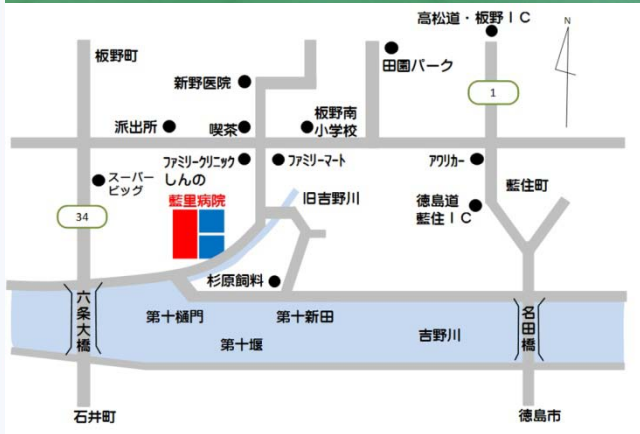 高松道・板野IC
N
板野町
田園パーク
新野医院
1
板野南
小学校
派出所
喫茶
ファミリークリニック
しんの
ファミリーマート
アワリカー
スーパー
ビッグ
藍住町
藍里病院
旧吉野川
徳島道
藍住IC
34
杉原飼料
六条大橋
第十樋門
第十新田
名田橋
吉野川
第十堰
石井町
徳島市